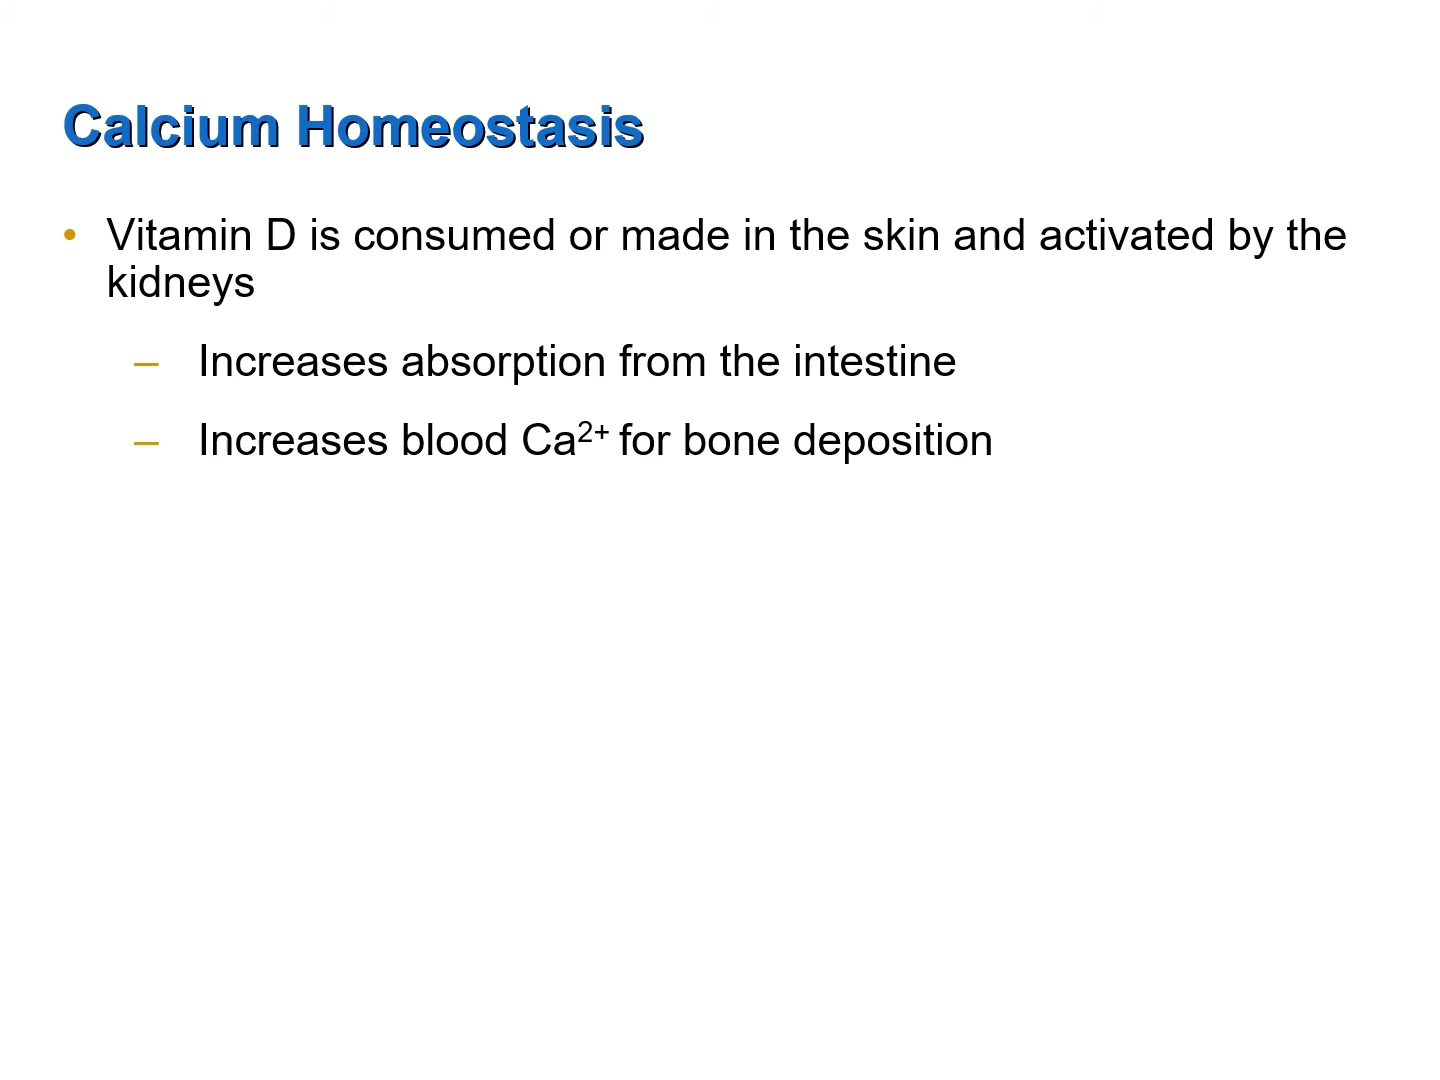 Calcium Homeostasis
• Vitamin D is consumed or made in the skin and activated by the
kidneys
– Increases absorption from the intestine
– Increases blood Ca²⁺ for bone deposition